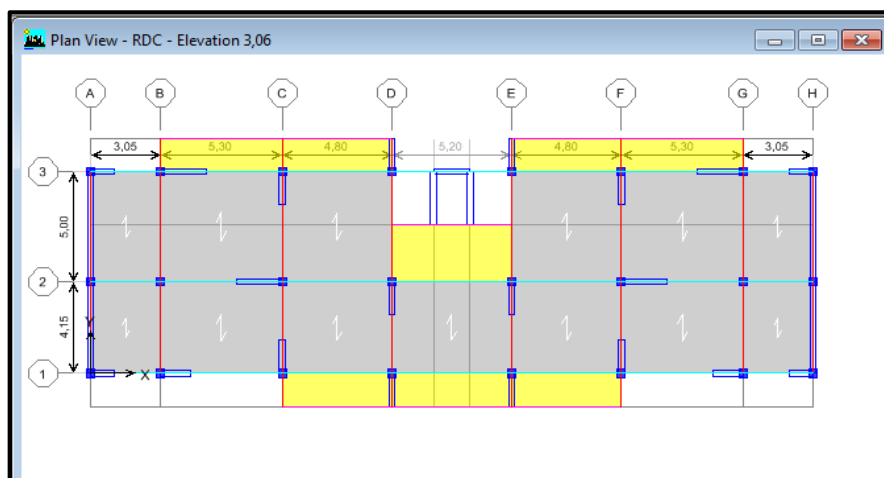 Plan View - RDC - Elevation 3,06
A B C D E F G H
3,05 5,30 4,80 5,20 4,80 5,30 3,05
3
5,00
2
4,15
Y
X
1